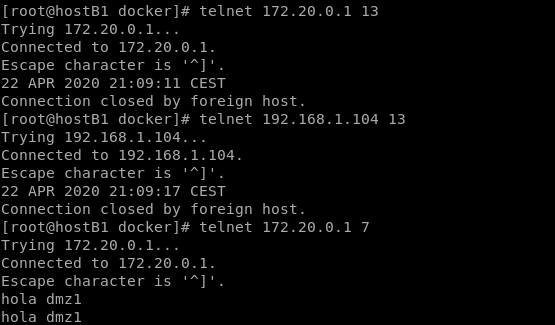 [root@hostB1 docker]# telnet 172.20.0.1 13
Trying 172.20.0.1...
Connected to 172.20.0.1.
Escape character is '^]'.
22 APR 2020 21:09:11 CEST
Connection closed by foreign host.
[root@hostB1 docker]# telnet 192.168.1.104 13
Trying 192.168.1.104...
Connected to 192.168.1.104.
Escape character is '^]'.
22 APR 2020 21:09:17 CEST
Connection closed by foreign host.
[root@hostB1 docker]# telnet 172.20.0.1 7
Trying 172.20.0.1...
Connected to 172.20.0.1.
Escape character is '^]'.
hola dmz1
hola dmz1